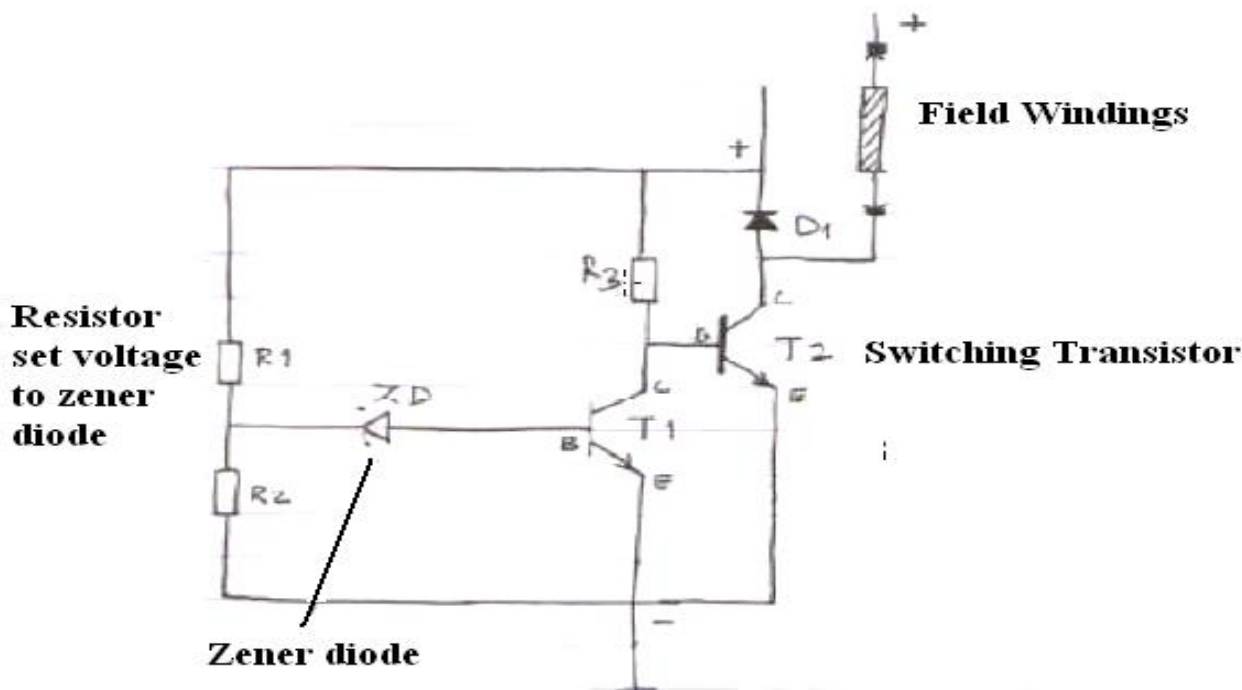 +
Field Windings
+
D1
R3
C
Resistor
set voltage
to zener
diode
R1
B
T2
Switching Transistor
ZD
C
E
T1
B
E
R2
-
Zener diode